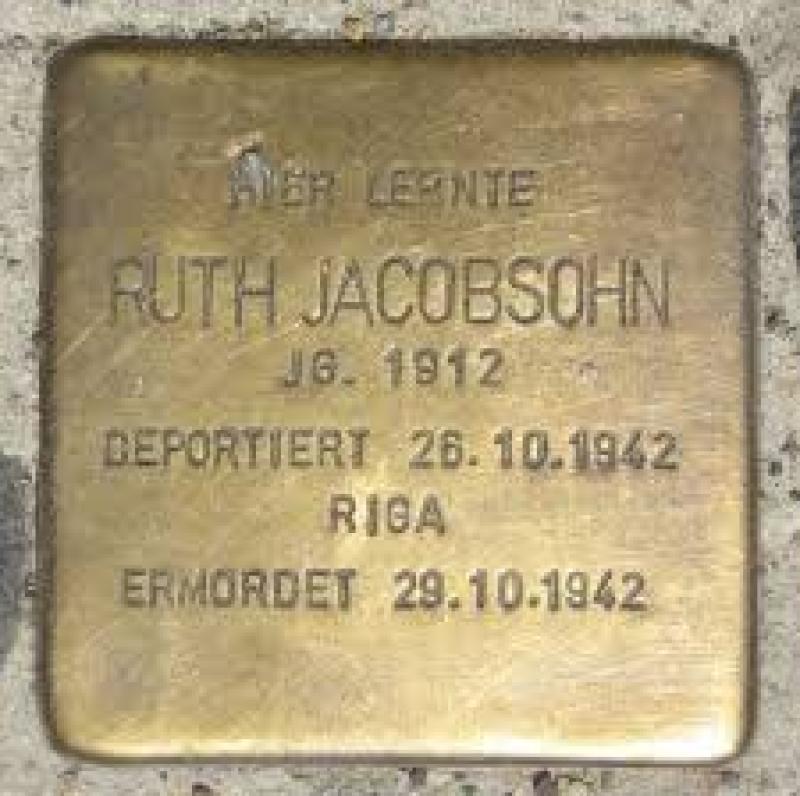 HIER LERNTE
RUTH JACOBSOHN
JG. 1912
DEPORTIERT 26.10.1942
RIGA
ERMORDET 29.10.1942